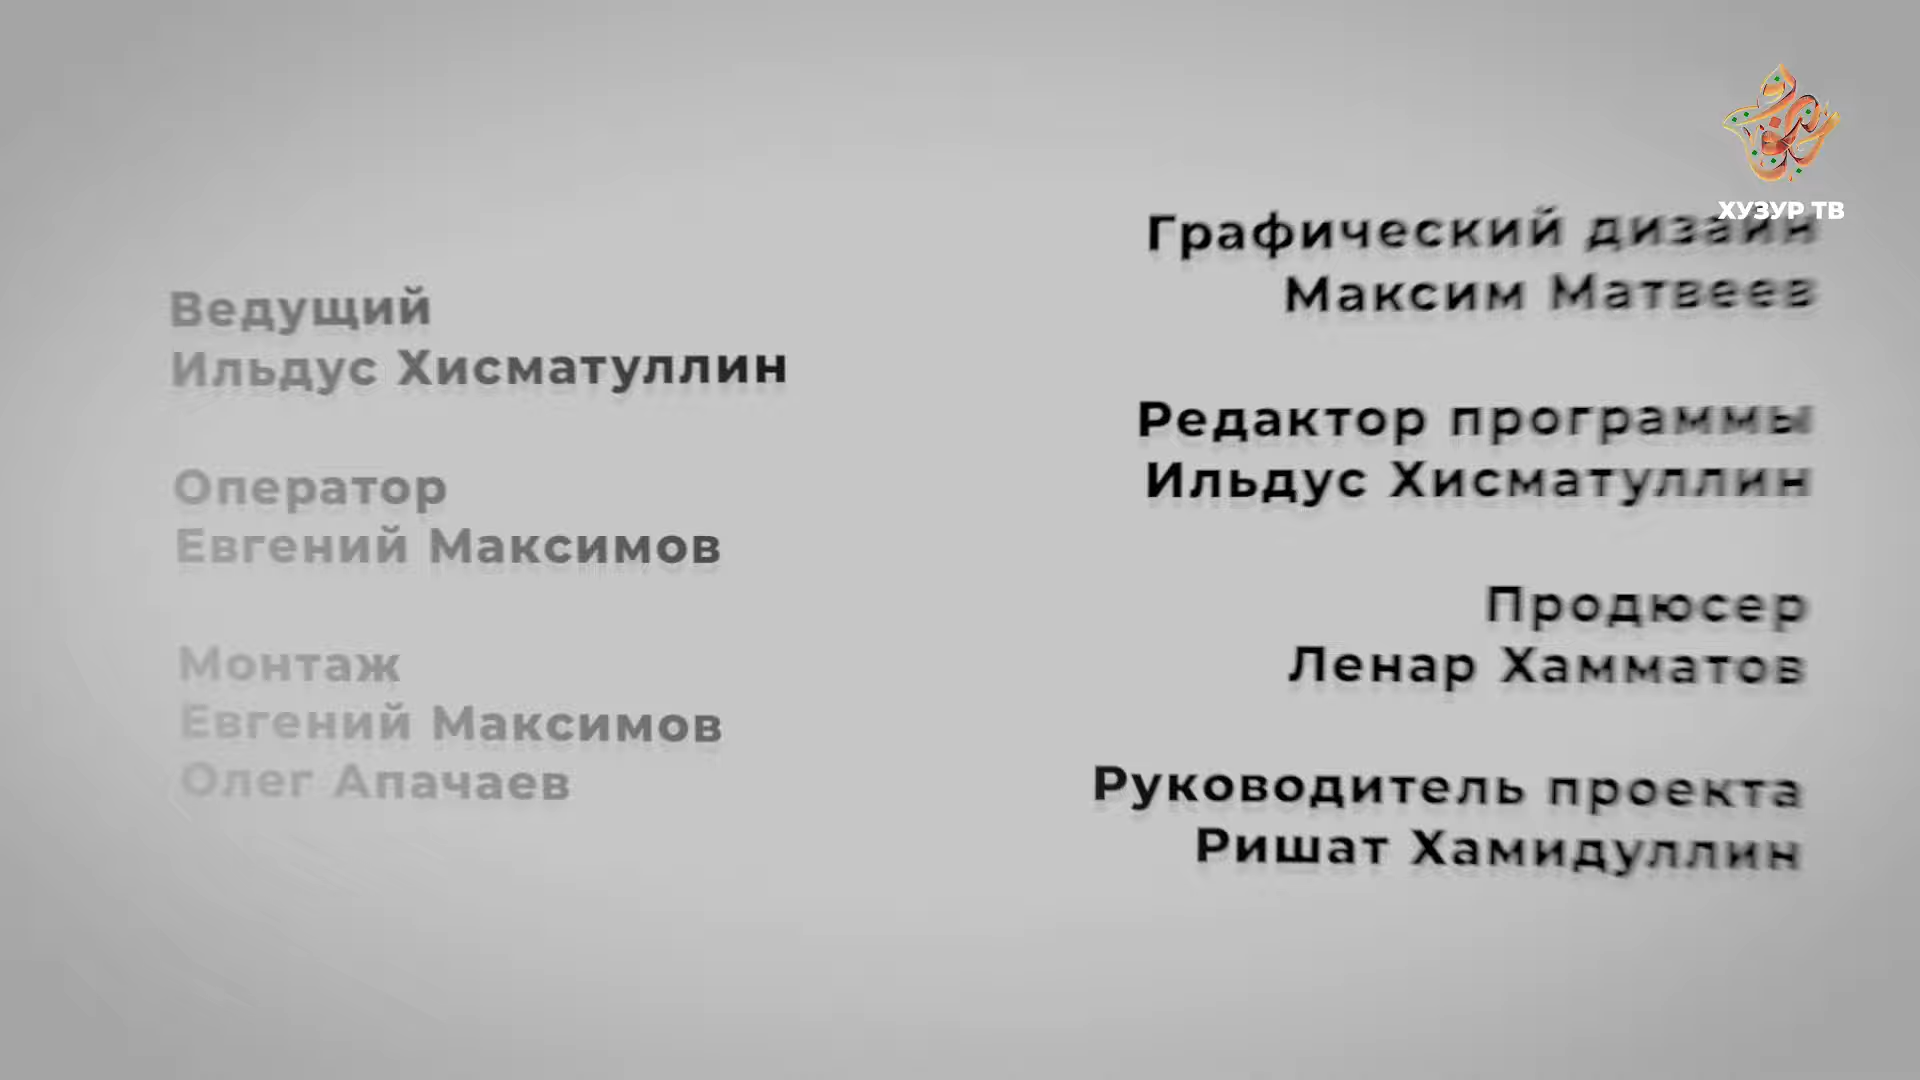 Ведущий
Ильдус Хисматуллин
Оператор
Евгений Максимов
Монтаж
Евгений Максимов
Олег Апачаев
ХУЗУР ТВ
Графический дизайн
Максим Матвеев
Редактор программы
Ильдус Хисматуллин
Продюсер
Ленар Хамматов
Руководитель проекта
Ришат Хамидуллин